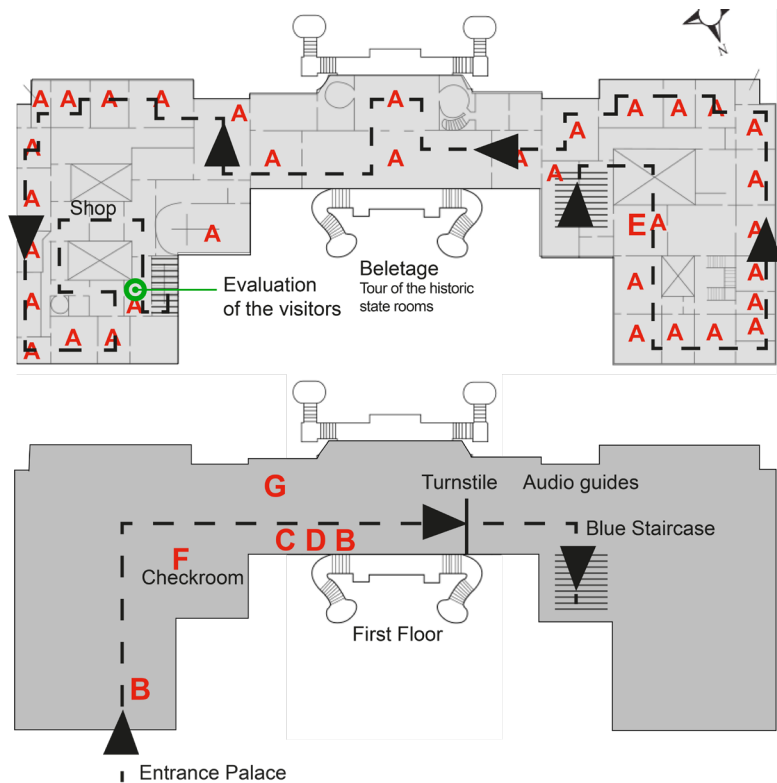 N
A A A A
A
A
A
A
A
A
A
A
A
A
A
A
A
A A A
A
A
A
A
A
A
A
A
A
A
A A A
E
Shop
Evaluation
of the visitors
Beletage
Tour of the historic
state rooms
Turnstile
Audio guides
Blue Staircase
G
C D B
F
Checkroom
First Floor
B
Entrance Palace